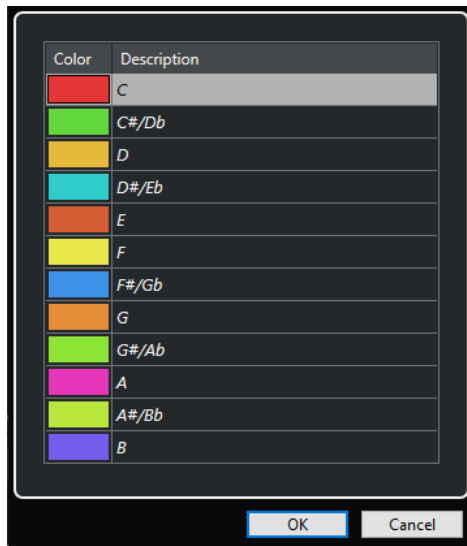 Color Description
C
C#/Db
D
D#/Eb
E
F
F#/Gb
G
G#/Ab
A
A#/Bb
B
OK Cancel